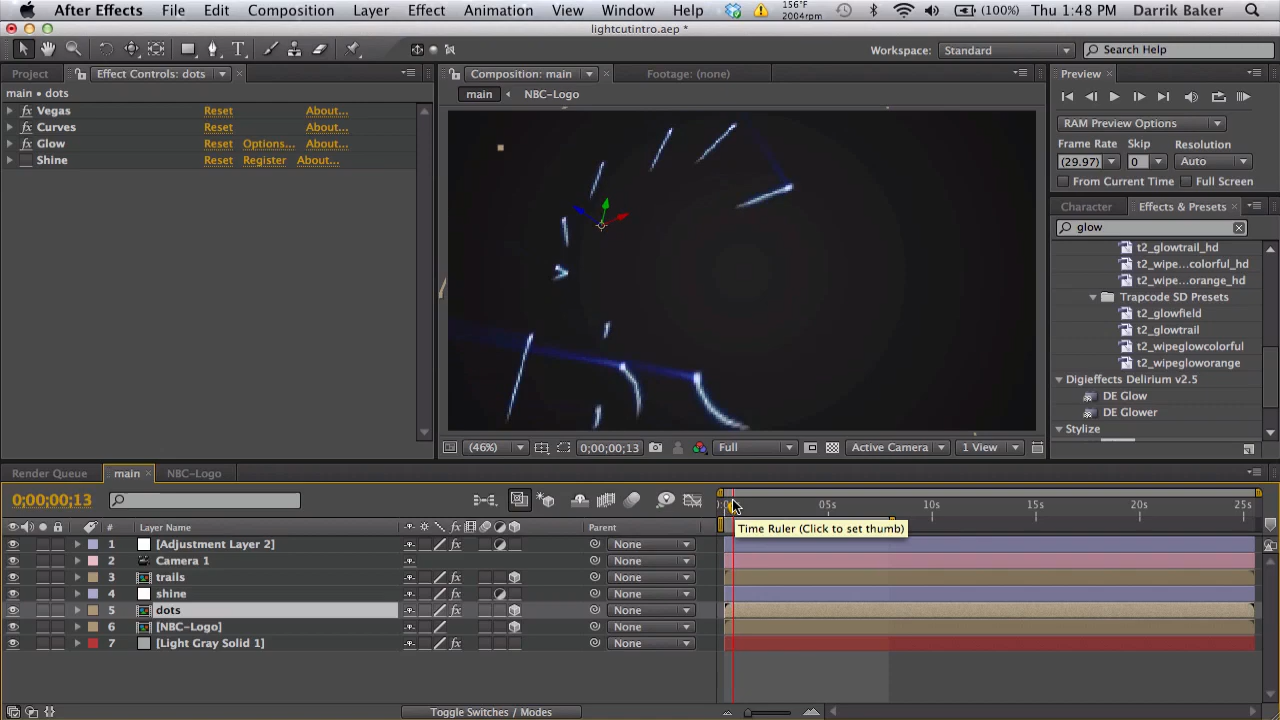 After Effects File Edit Composition Layer Effect Animation View Window Help 156°F 2004rpm (100%) Thu 1:48 PM Darrik Baker
lightcutintro.aep *
Workspace: Standard Search Help
Project Effect Controls: dots
main • dots
fx Vegas Reset About...
fx Curves Reset About...
fx Glow Reset Options... About...
Shine Reset Register About...
Composition: main Footage: (none)
main NBC-Logo
(46%) 0;00;00;13 Full Active Camera 1 View
Preview
RAM Preview Options
Frame Rate Skip Resolution
(29.97) 0 Auto
From Current Time Full Screen
Character Effects & Presets
glow
t2_glowtrail_hd
t2_wipe...colorful_hd
t2_wipe...orange_hd
Trapcode SD Presets
t2_glowfield
t2_glowtrail
t2_wipeglowcolorful
t2_wipegloworange
Digieffects Delirium v2.5
DE Glow
DE Glower
Stylize
Render Queue main NBC-Logo
0;00;00;13
05s 10s 15s 20s 25s
# Layer Name fx Parent
Time Ruler (Click to set thumb)
1 [Adjustment Layer 2] fx None
2 Camera 1 None
3 trails fx None
4 shine fx None
5 dots fx None
6 [NBC-Logo] None
7 [Light Gray Solid 1] fx None
Toggle Switches / Modes